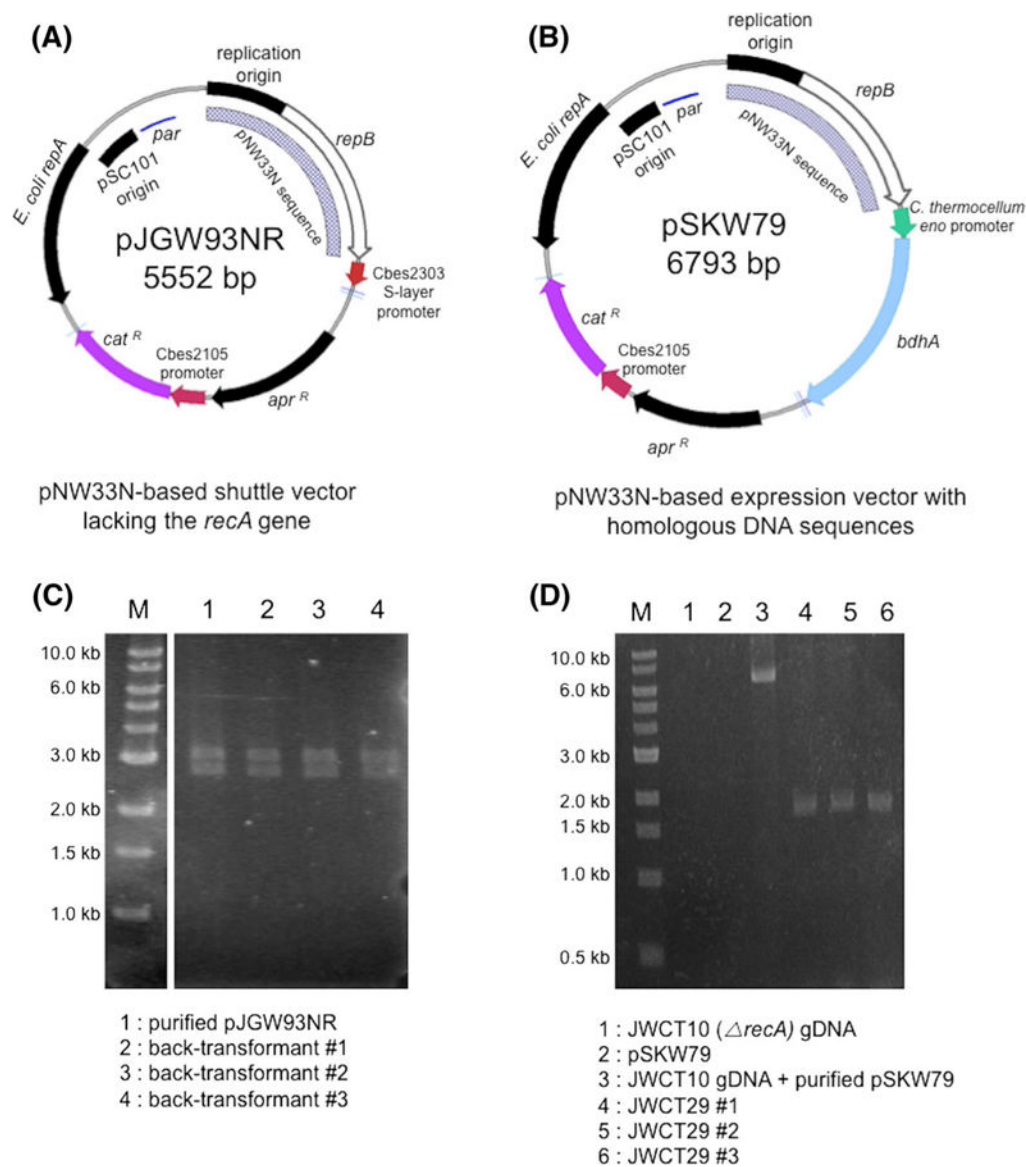 (A)
replication
origin
repB
par
pSC101
origin
E. coli repA
pNW33N sequence
pJGW93NR
5552 bp
Cbes2303
S-layer
promoter
cat R
Cbes2105
promoter
apr R
pNW33N-based shuttle vector
lacking the recA gene
(B)
replication
origin
repB
par
pSC101
origin
E. coli repA
pNW33N sequence
pSKW79
6793 bp
C. thermocellum
eno promoter
cat R
Cbes2105
promoter
bdhA
apr R
pNW33N-based expression vector with
homologous DNA sequences
(C)
M 1 2 3 4
10.0 kb
6.0 kb
3.0 kb
2.0 kb
1.5 kb
1.0 kb
1 : purified pJGW93NR
2 : back-transformant #1
3 : back-transformant #2
4 : back-transformant #3
(D)
M 1 2 3 4 5 6
10.0 kb
6.0 kb
3.0 kb
2.0 kb
1.5 kb
1.0 kb
0.5 kb
1 : JWCT10 (△recA) gDNA
2 : pSKW79
3 : JWCT10 gDNA + purified pSKW79
4 : JWCT29 #1
5 : JWCT29 #2
6 : JWCT29 #3